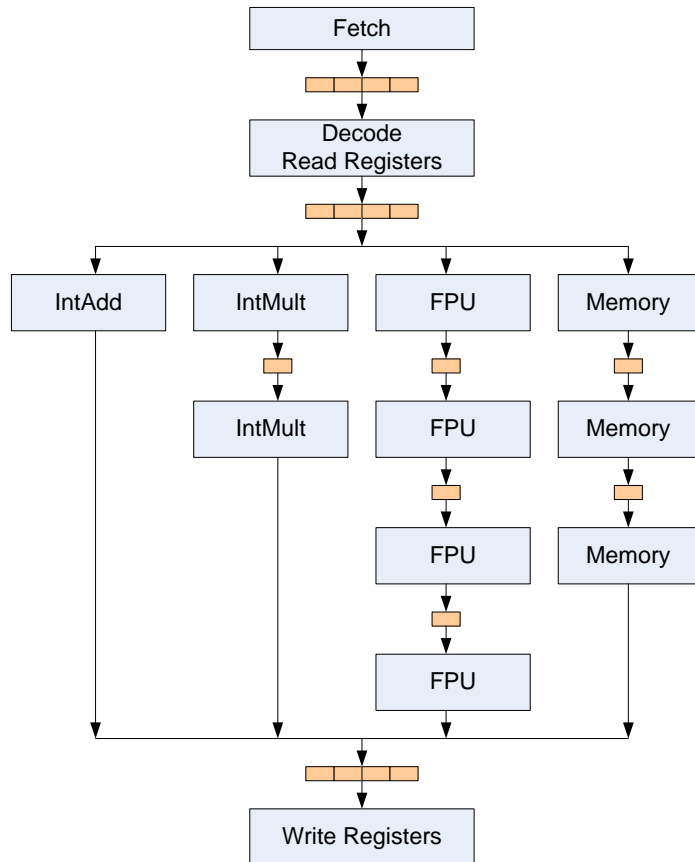 Fetch
Decode
Read Registers
IntAdd
IntMult
FPU
Memory
IntMult
FPU
Memory
FPU
Memory
FPU
Write Registers